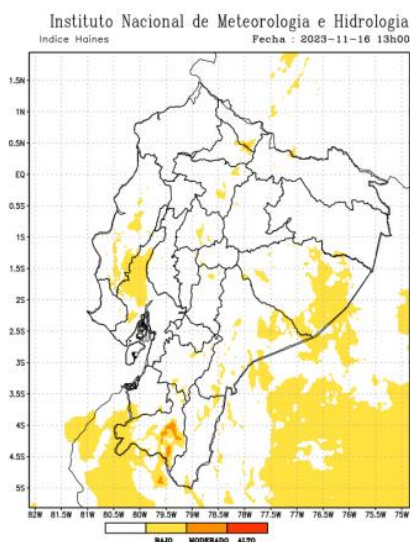 Instituto Nacional de Meteorologia e Hidrologia
Indice Haines
Fecha : 2023-11-16 13h00
1.5N
1N
0.5N
EQ
0.5S
1S
1.5S
2S
2.5S
3S
3.5S
4S
4.5S
5S
82W 81.5W 81W 80.5W 80W 79.5W 79W 78.5W 78W 77.5W 77W 76.5W 76W 75.5W 75W
BAJO MODERADO ALTO